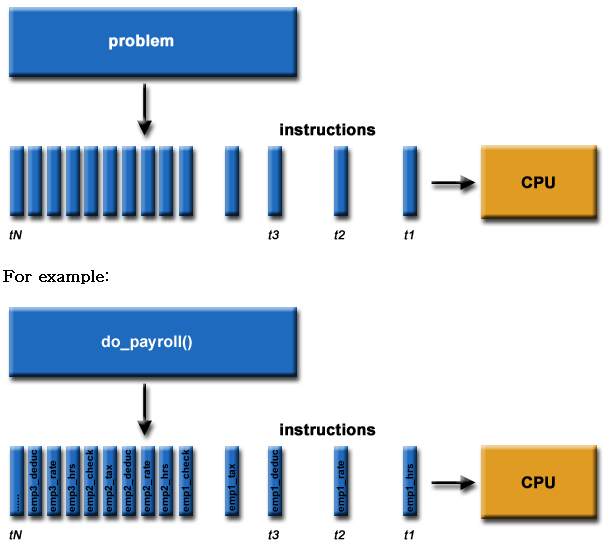 problem
instructions
CPU
tN t3 t2 t1
For example:
do_payroll()
instructions
...... emp3_deduc emp3_rate emp3_hrs emp2_check emp2_tax emp2_deduc emp2_rate emp2_hrs emp1_check emp1_tax emp1_deduc emp1_rate emp1_hrs
CPU
tN t3 t2 t1